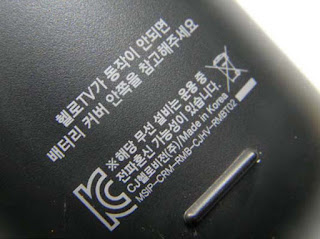 헬로TV가 동작이 안되면
배터리 커버 안쪽을 참고해주세요
※ 해당 무선 설비는 운용 중
전파혼신 가능성이 있습니다.
CJ헬로비전(주)/Made in Korea
MSIP-CRM-RMB-CJHV-RMBT02